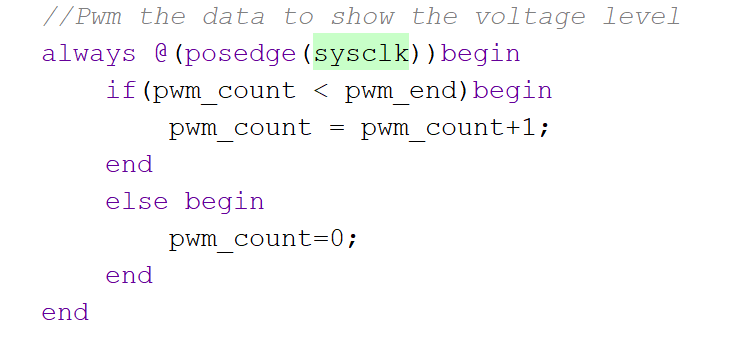 //Pwm the data to show the voltage level
always @(posedge(sysclk))begin
    if(pwm_count < pwm_end)begin
        pwm_count = pwm_count+1;
    end
    else begin
        pwm_count=0;
    end
end